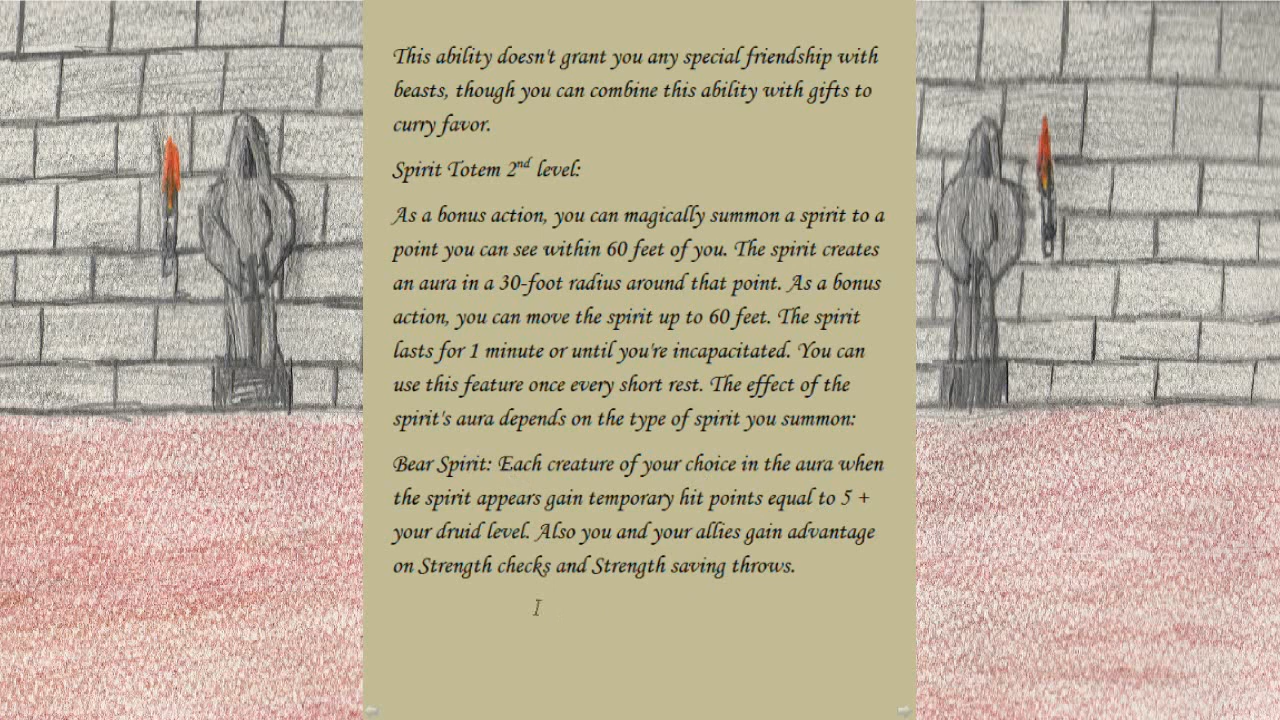 This ability doesn't grant you any special friendship with
beasts, though you can combine this ability with gifts to
curry favor.
Spirit Totem 2nd level:
As a bonus action, you can magically summon a spirit to a
point you can see within 60 feet of you. The spirit creates
an aura in a 30-foot radius around that point. As a bonus
action, you can move the spirit up to 60 feet. The spirit
lasts for 1 minute or until you're incapacitated. You can
use this feature once every short rest. The effect of the
spirit's aura depends on the type of spirit you summon:
Bear Spirit: Each creature of your choice in the aura when
the spirit appears gain temporary hit points equal to 5 +
your druid level. Also you and your allies gain advantage
on Strength checks and Strength saving throws.